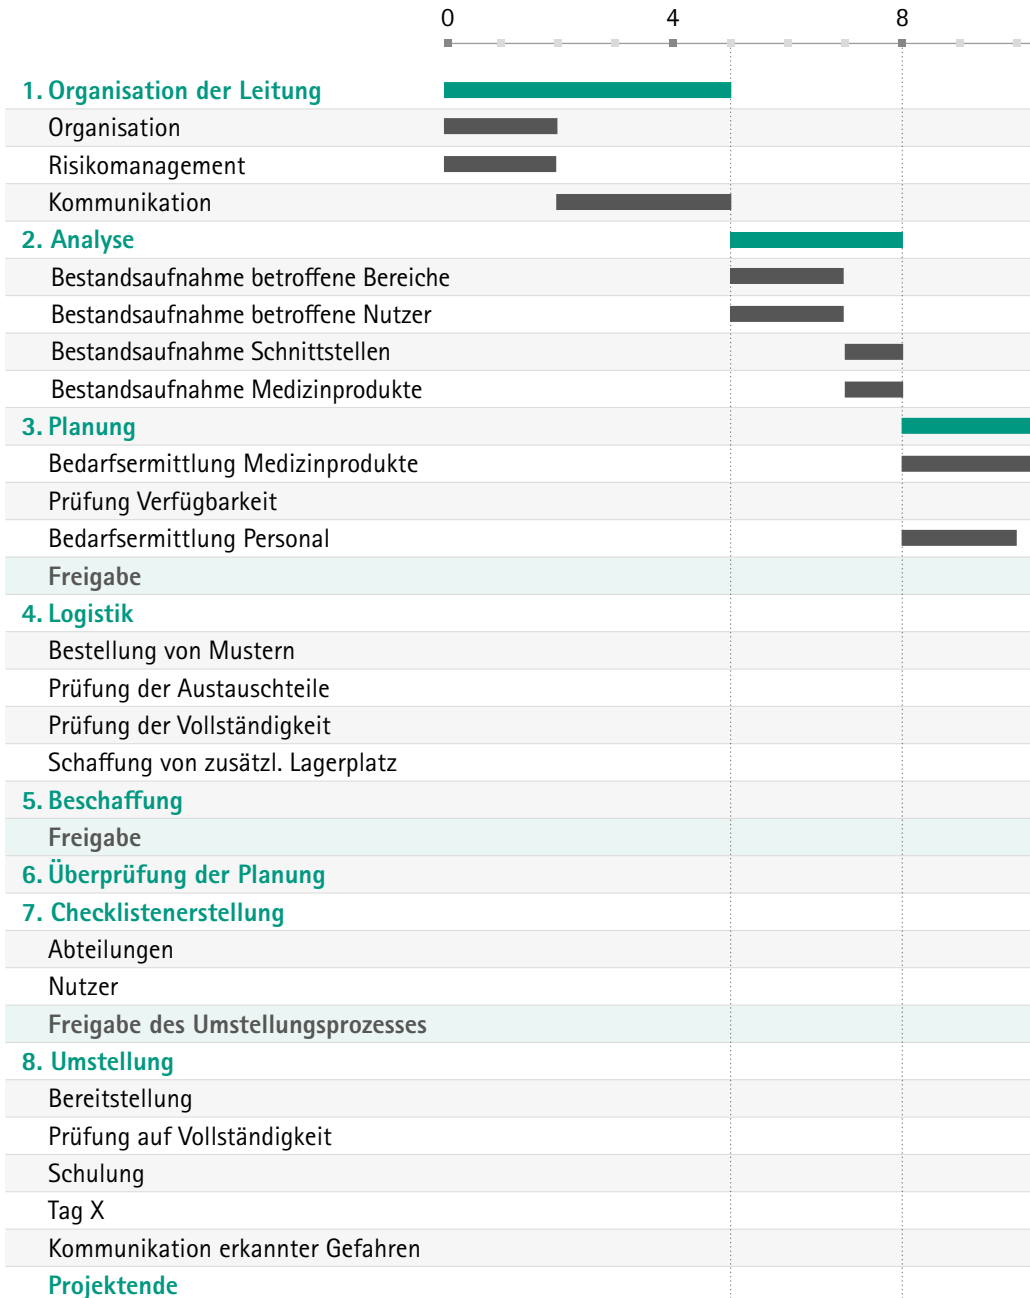 0 4 8
1. Organisation der Leitung
Organisation
Risikomanagement
Kommunikation
2. Analyse
Bestandsaufnahme betroffene Bereiche
Bestandsaufnahme betroffene Nutzer
Bestandsaufnahme Schnittstellen
Bestandsaufnahme Medizinprodukte
3. Planung
Bedarfsermittlung Medizinprodukte
Prüfung Verfügbarkeit
Bedarfsermittlung Personal
Freigabe
4. Logistik
Bestellung von Mustern
Prüfung der Austauschteile
Prüfung der Vollständigkeit
Schaffung von zusätzl. Lagerplatz
5. Beschaffung
Freigabe
6. Überprüfung der Planung
7. Checklistenerstellung
Abteilungen
Nutzer
Freigabe des Umstellungsprozesses
8. Umstellung
Bereitstellung
Prüfung auf Vollständigkeit
Schulung
Tag X
Kommunikation erkannter Gefahren
Projektende